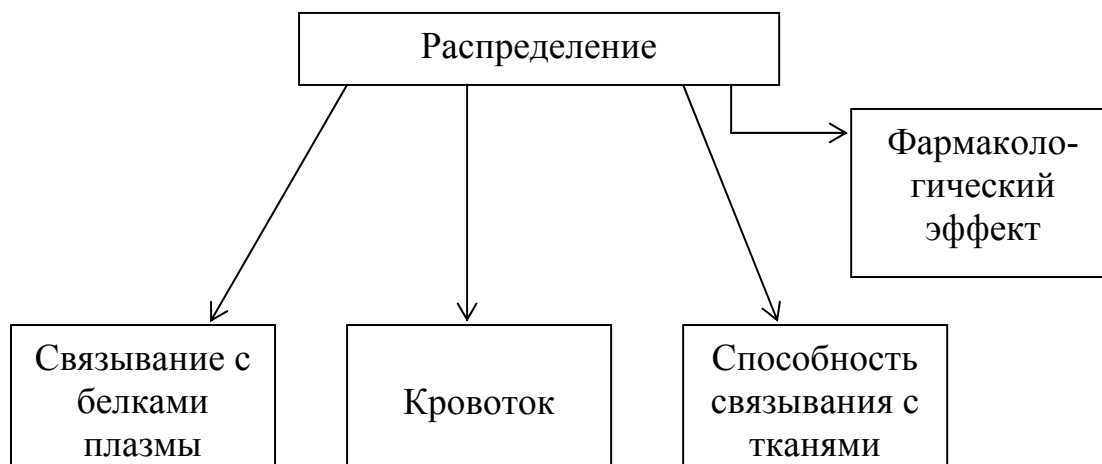 Распределение
Фармаколо-
гический
эффект
Связывание с
белками
плазмы
Кровоток
Способность
связывания с
тканями